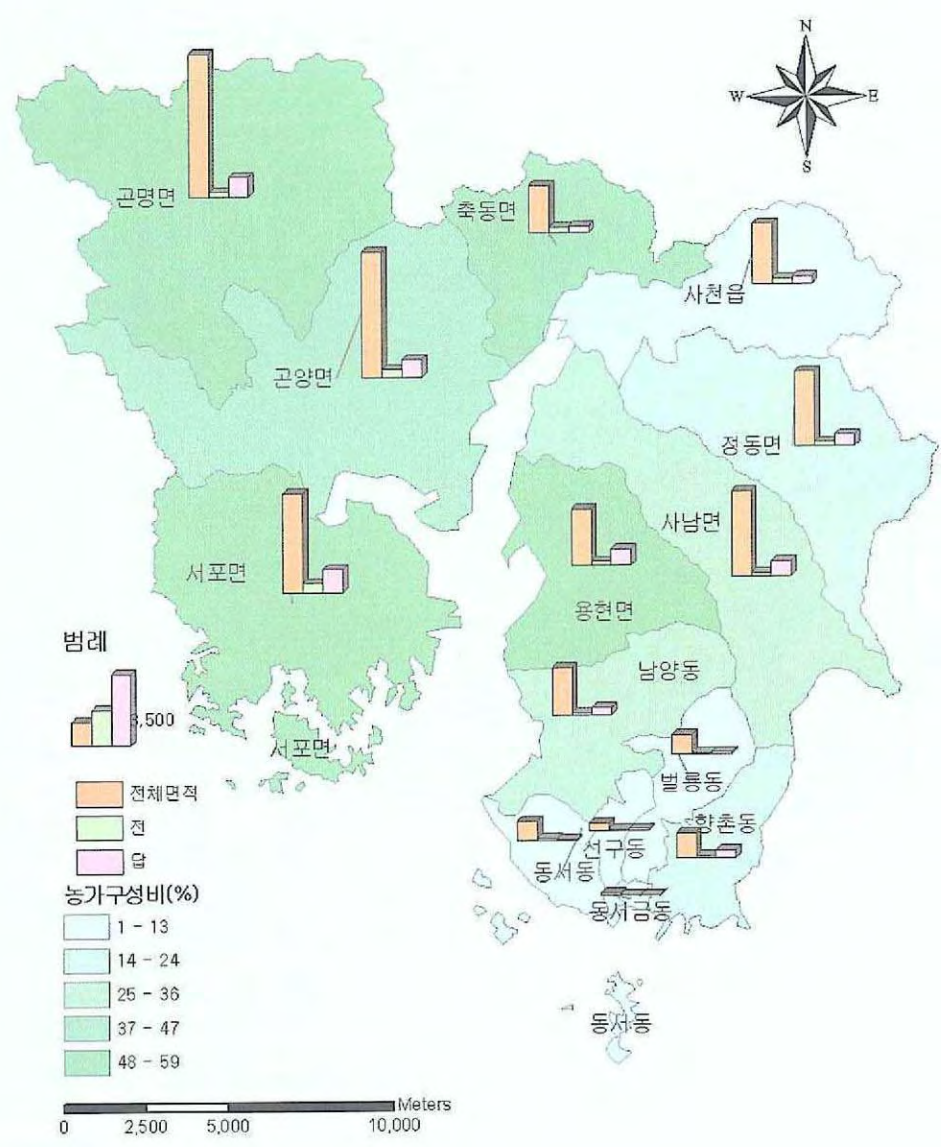 N
W E
S
곤명면
축동면
사천읍
곤양면
정동면
사남면
서포면
용현면
남양동
서포면
벌룡동
향촌동
선구동
동서동
동서금동
동서동
범례
,500
전체면적
전
답
농가구성비(%)
1 - 13
14 - 24
25 - 36
37 - 47
48 - 59
Meters
0 2,500 5,000 10,000